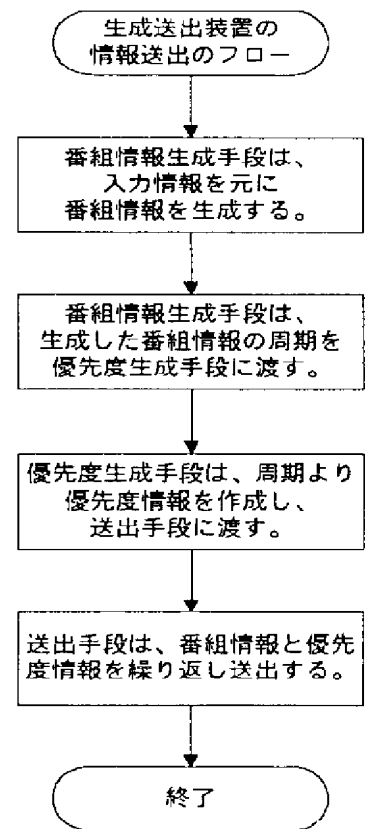 生成送出装置の
情報送出のフロー
番組情報生成手段は、
入力情報を元に
番組情報を生成する。
番組情報生成手段は、
生成した番組情報の周期を
優先度生成手段に渡す。
優先度生成手段は、周期より
優先度情報を作成し、
送出手段に渡す。
送出手段は、番組情報と優先
度情報を繰り返し送出する。
終了